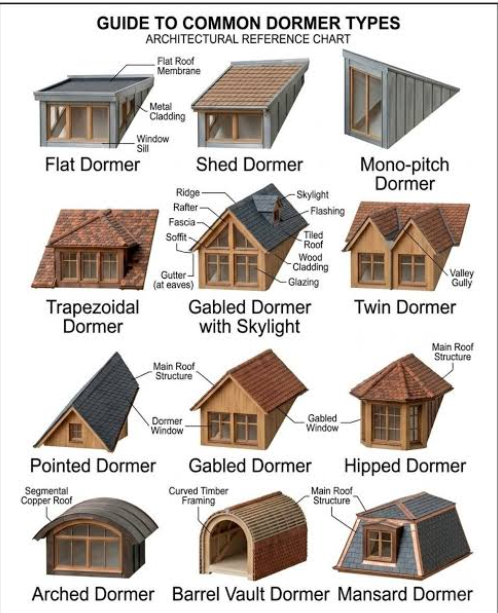 GUIDE TO COMMON DORMER TYPES
ARCHITECTURAL REFERENCE CHART
Flat Roof
Membrane
Metal
Cladding
Window
Sill
Flat Dormer
Shed Dormer
Mono-pitch
Dormer
Trapezoidal
Dormer
Ridge
Rafter
Fascia
Soffit
Gutter
(at eaves)
Skylight
Flashing
Tiled
Roof
Wood
Cladding
Glazing
Gabled Dormer
with Skylight
Valley
Gully
Twin Dormer
Pointed Dormer
Main Roof
Structure
Dormer
Window
Gabled Dormer
Gabled
Window
Main Roof
Structure
Hipped Dormer
Segmental
Copper Roof
Arched Dormer
Curved Timber
Framing
Barrel Vault Dormer
Main Roof
Structure
Mansard Dormer